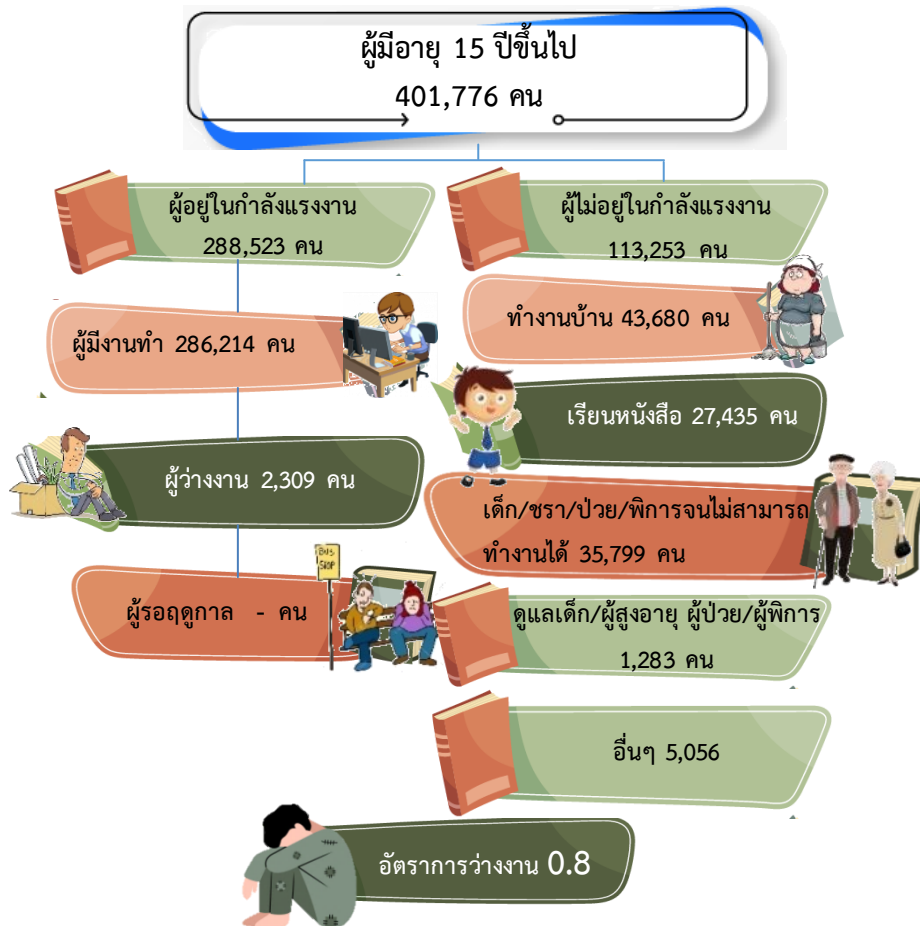 ผู้มีอายุ 15 ปีขึ้นไป
401,776 คน
ผู้อยู่ในกำลังแรงงาน
288,523 คน
ผู้มีงานทำ 286,214 คน
ผู้ว่างงาน 2,309 คน
BUS
STOP
ผู้รอฤดูกาล - คน
ผู้ไม่อยู่ในกำลังแรงงาน
113,253 คน
ทำงานบ้าน 43,680 คน
เรียนหนังสือ 27,435 คน
เด็ก/ชรา/ป่วย/พิการจนไม่สามารถ
ทำงานได้ 35,799 คน
ดูแลเด็ก/ผู้สูงอายุ ผู้ป่วย/ผู้พิการ
1,283 คน
อื่นๆ 5,056
อัตราการว่างงาน 0.8